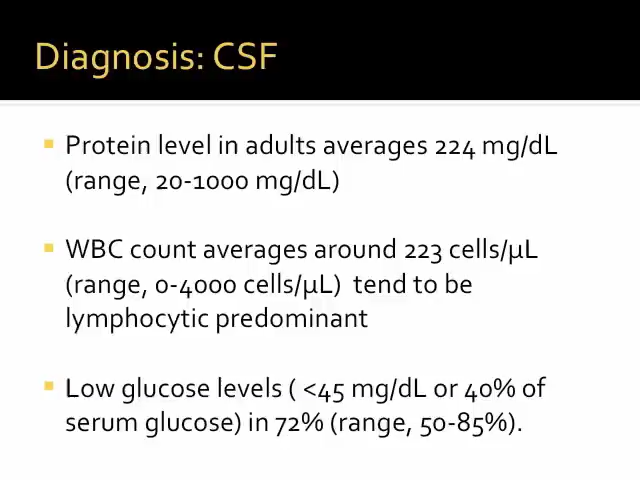 Diagnosis: CSF
Protein level in adults averages 224 mg/dL
(range, 20-1000 mg/dL)
WBC count averages around 223 cells/µL
(range, 0-4000 cells/µL)  tend to be
lymphocytic predominant
Low glucose levels ( <45 mg/dL or 40% of
serum glucose) in 72% (range, 50-85%).